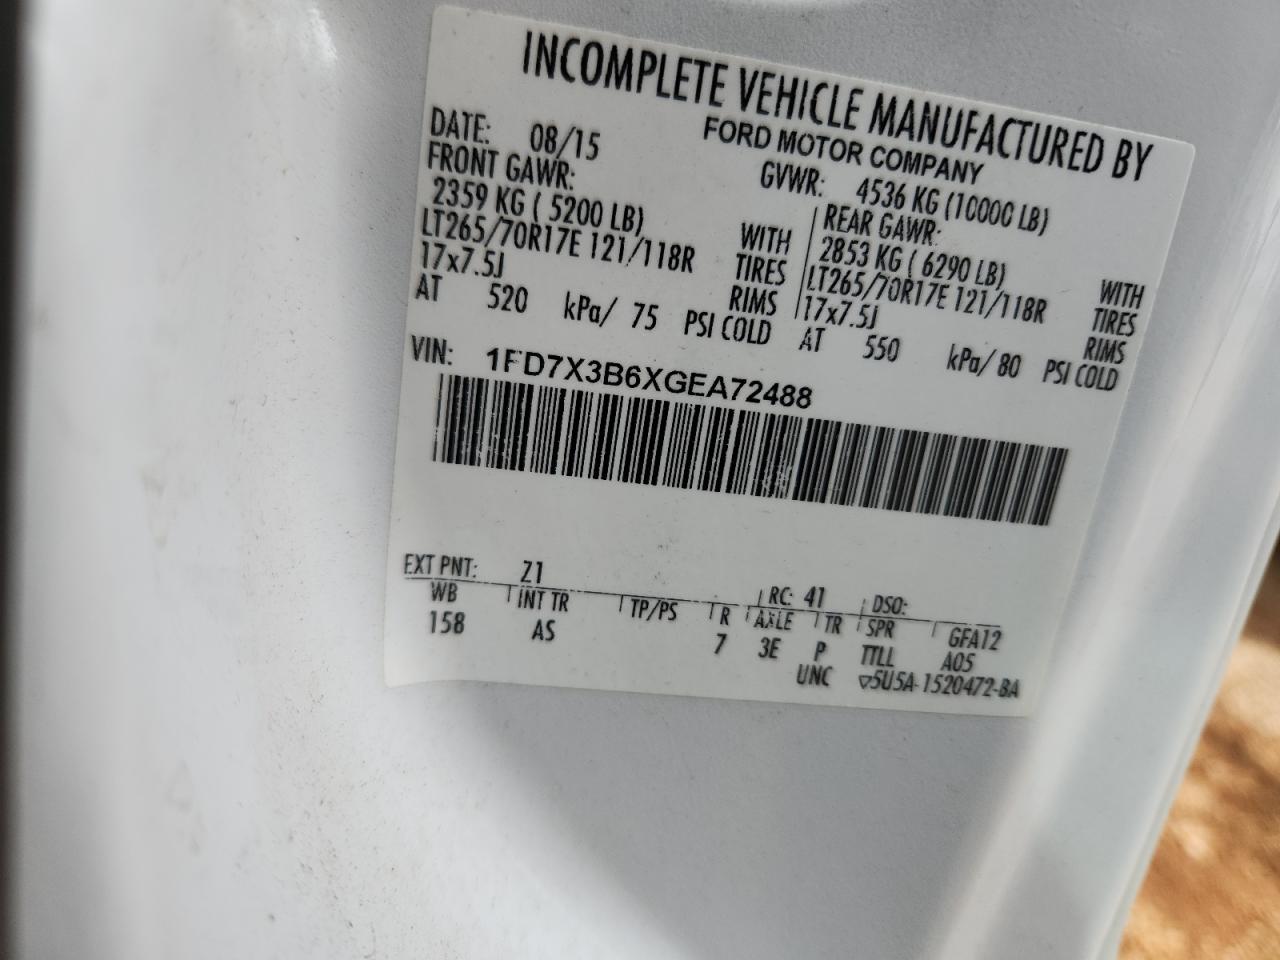 INCOMPLETE VEHICLE MANUFACTURED BY
FORD MOTOR COMPANY
DATE: 08/15 GVWR: 4536 KG (10000 LB)
FRONT GAWR: REAR GAWR:
2359 KG ( 5200 LB) WITH 2853 KG ( 6290 LB) WITH
LT265/70R17E 121/118R TIRES LT265/70R17E 121/118R TIRES
17x7.5J RIMS 17x7.5J RIMS
AT 520 kPa/ 75 PSI COLD AT 550 kPa/ 80 PSI COLD
VIN: 1FD7X3B6XGEA72488
EXT PNT: Z1 RC: 41 DSO:
WB INT TR TP/PS R AXLE TR SPR GFA12
158 AS 7 3E P TTLL A05
UNC ▽5U5A-1520472-BA